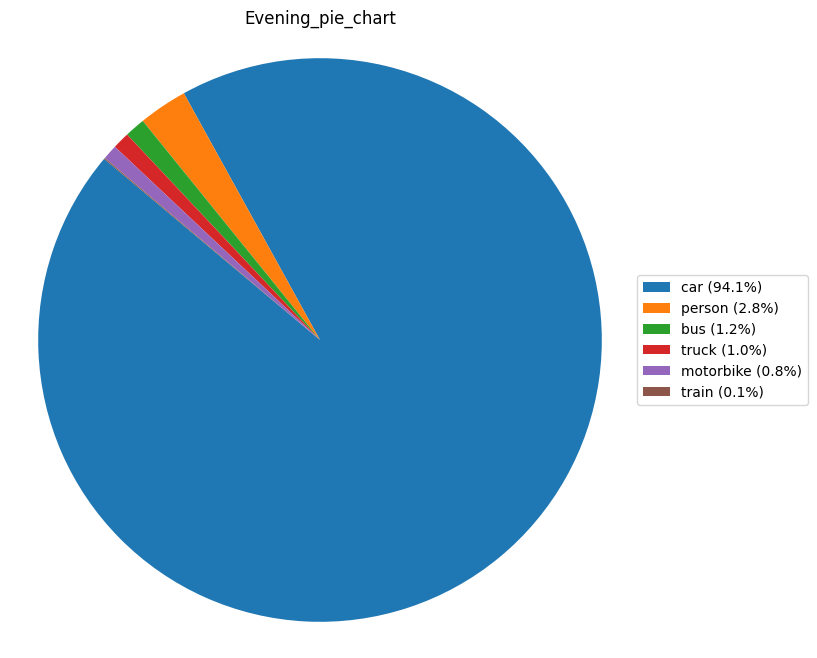 Evening_pie_chart
car (94.1%)
person (2.8%)
bus (1.2%)
truck (1.0%)
motorbike (0.8%)
train (0.1%)